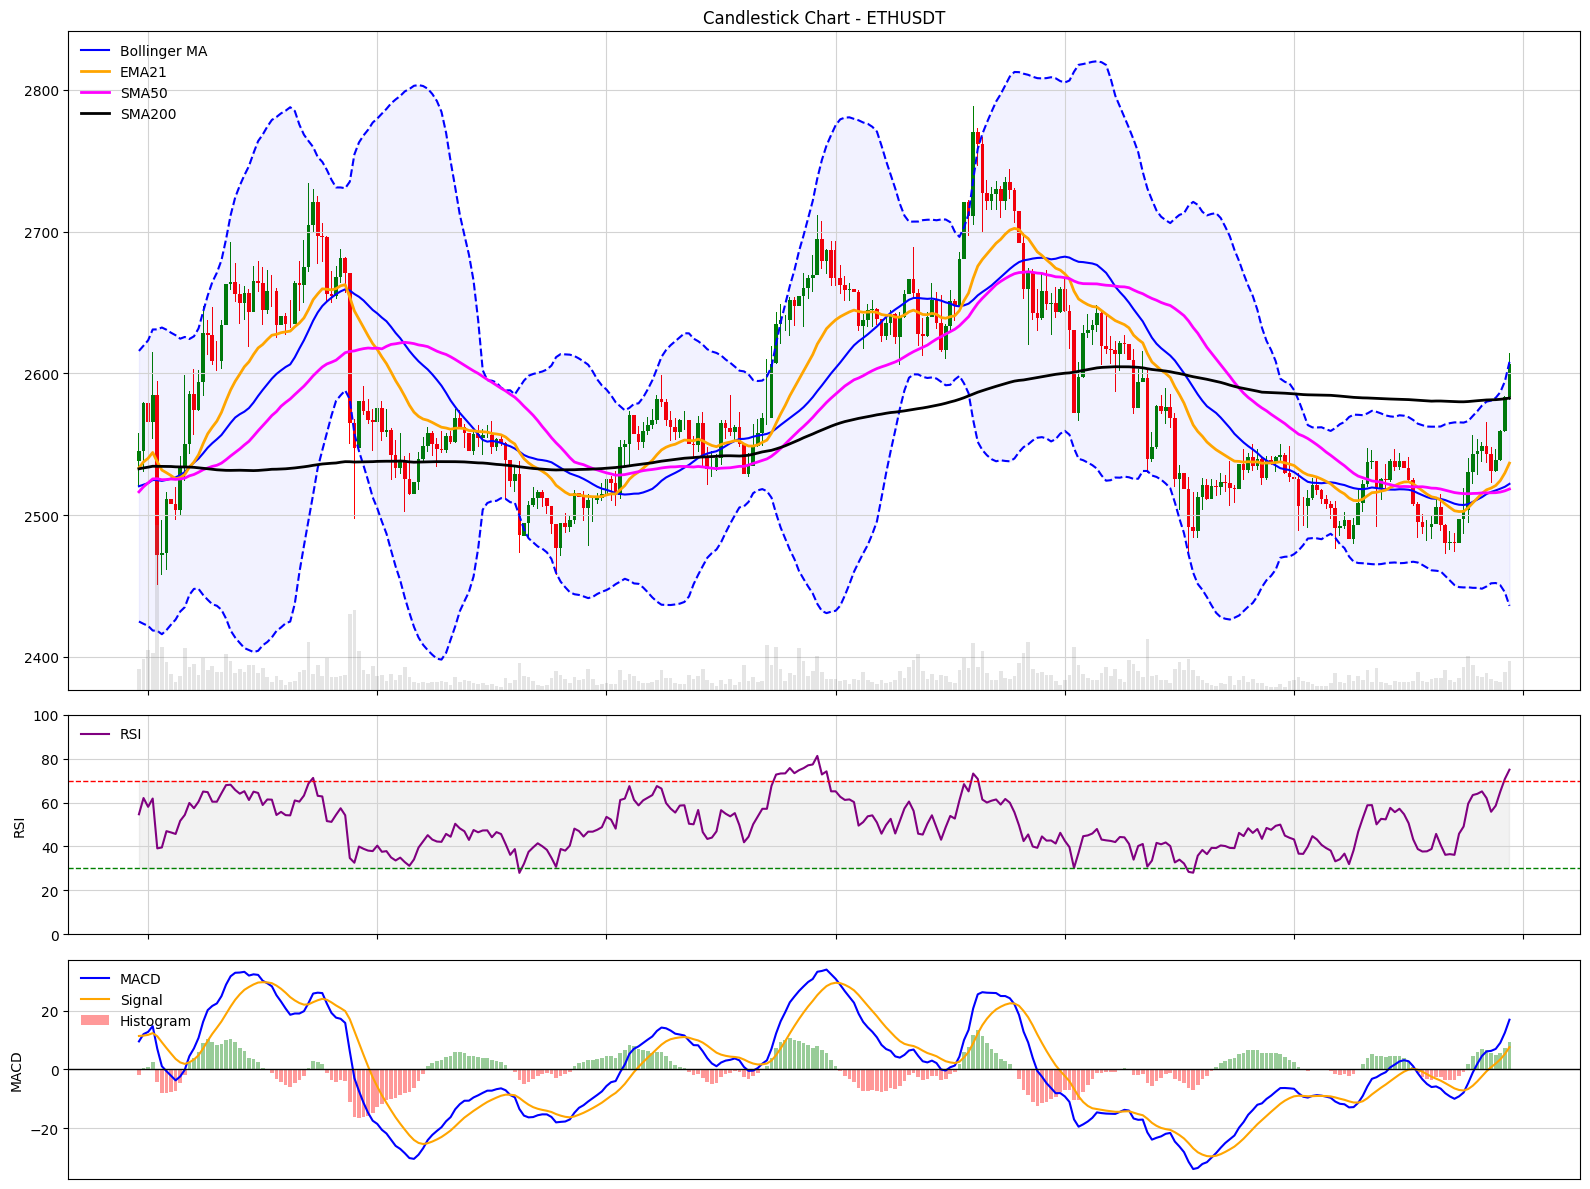 Candlestick Chart - ETHUSDT
Bollinger MA
EMA21
SMA50
SMA200
2800
2700
2600
2500
2400
RSI
100
80
60
40
20
0
RSI
MACD
Signal
Histogram
20
0
−20
MACD